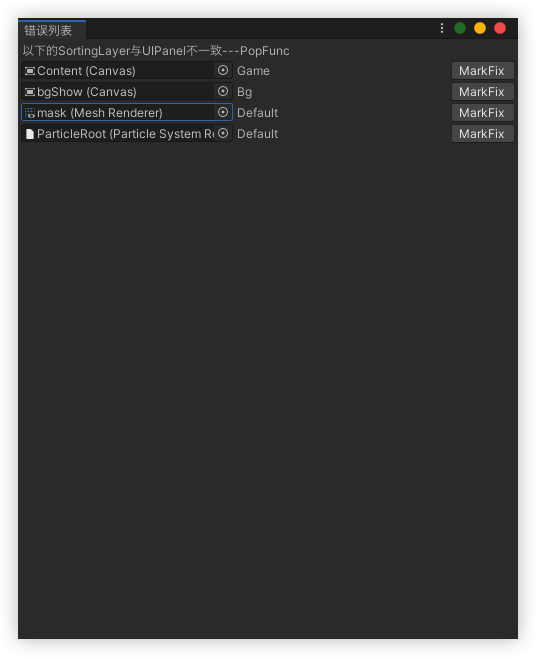 错误列表
以下的SortingLayer与UIPanel不一致---PopFunc
Content (Canvas) Game MarkFix
bgShow (Canvas) Bg MarkFix
mask (Mesh Renderer) Default MarkFix
ParticleRoot (Particle System Re Default MarkFix